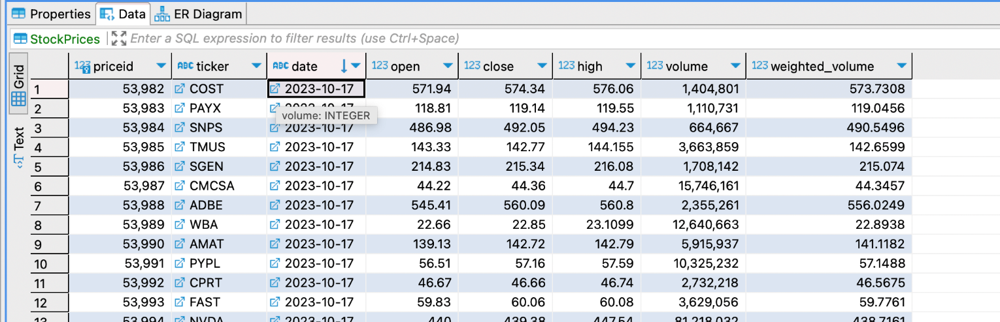 Properties Data ER Diagram
StockPrices Enter a SQL expression to filter results (use Ctrl+Space)
Grid
Text
123 priceid ABC ticker ABC date 123 open 123 close 123 high 123 volume 123 weighted_volume
1 53,982 COST 2023-10-17 571.94 574.34 576.06 1,404,801 573.7308
2 53,983 PAYX 2023-10-17 118.81 119.14 119.55 1,110,731 119.0456
volume: INTEGER
3 53,984 SNPS 2023-10-17 486.98 492.05 494.23 664,667 490.5496
4 53,985 TMUS 2023-10-17 143.33 142.77 144.155 3,663,859 142.6599
5 53,986 SGEN 2023-10-17 214.83 215.34 216.08 1,708,142 215.074
6 53,987 CMCSA 2023-10-17 44.22 44.36 44.7 15,746,161 44.3457
7 53,988 ADBE 2023-10-17 545.41 560.09 560.8 2,355,261 556.0249
8 53,989 WBA 2023-10-17 22.66 22.85 23.1099 12,640,663 22.8938
9 53,990 AMAT 2023-10-17 139.13 142.72 142.79 5,915,937 141.1182
10 53,991 PYPL 2023-10-17 56.51 57.16 57.59 10,325,232 57.1488
11 53,992 CPRT 2023-10-17 46.67 46.66 46.74 2,732,218 46.5675
12 53,993 FAST 2023-10-17 59.83 60.06 60.08 3,629,056 59.7761
13 53,994 NVDA 2023-10-17 440 439.38 447.54 81,218,032 438.7161